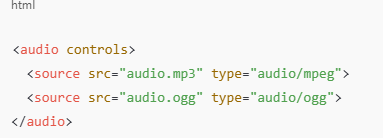 html
<audio controls>
  <source src="audio.mp3" type="audio/mpeg">
  <source src="audio.ogg" type="audio/ogg">
</audio>